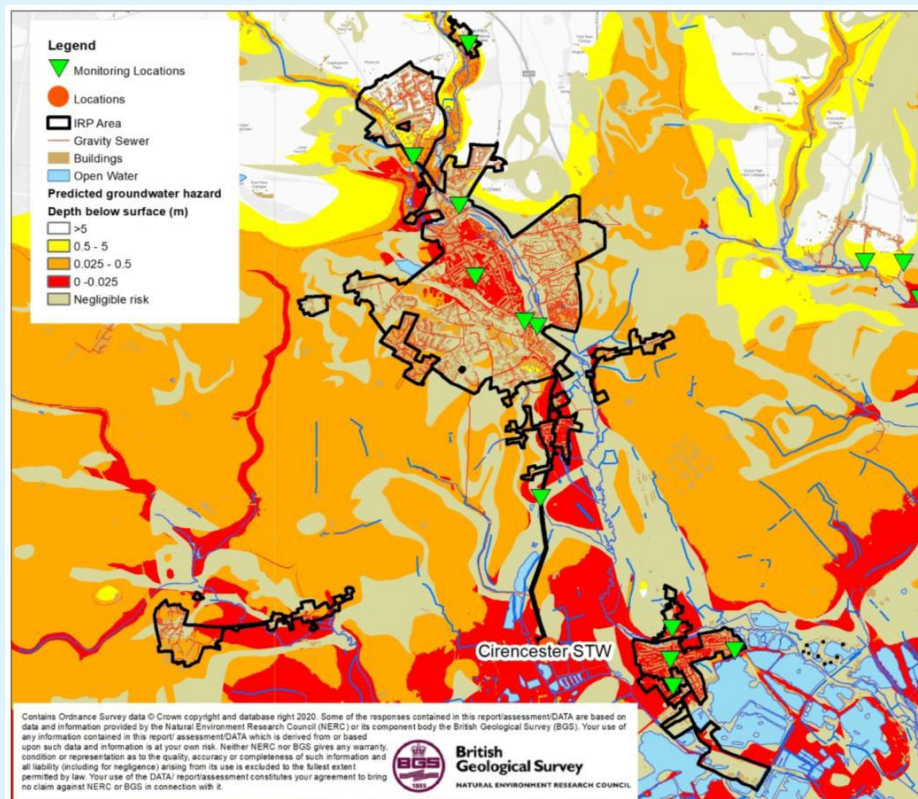 Legend
Monitoring Locations
Locations
IRP Area
Gravity Sewer
Buildings
Open Water
Predicted groundwater hazard
Depth below surface (m)
>5
0.5 - 5
0.025 - 0.5
0 -0.025
Negligible risk
Cirencester STW
Contains Ordnance Survey data © Crown copyright and database right 2020. Some of the responses contained in this report/assessment/DATA are based on
data and information provided by the Natural Environment Research Council (NERC) or its component body the British Geological Survey (BGS). Your use of
any information contained in this report/ assessment/DATA which is derived from or based
upon such data and information is at your own risk. Neither NERC nor BGS gives any warranty,
condition or representation as to the quality, accuracy or completeness of such information and
all liability (including for negligence) arising from its use is excluded to the fullest extent
permitted by law. Your use of the DATA/ report/assessment constitutes your agreement to bring
no claim against NERC or BGS in connection with it.
BGS
1835
British
Geological Survey
NATURAL ENVIRONMENT RESEARCH COUNCIL